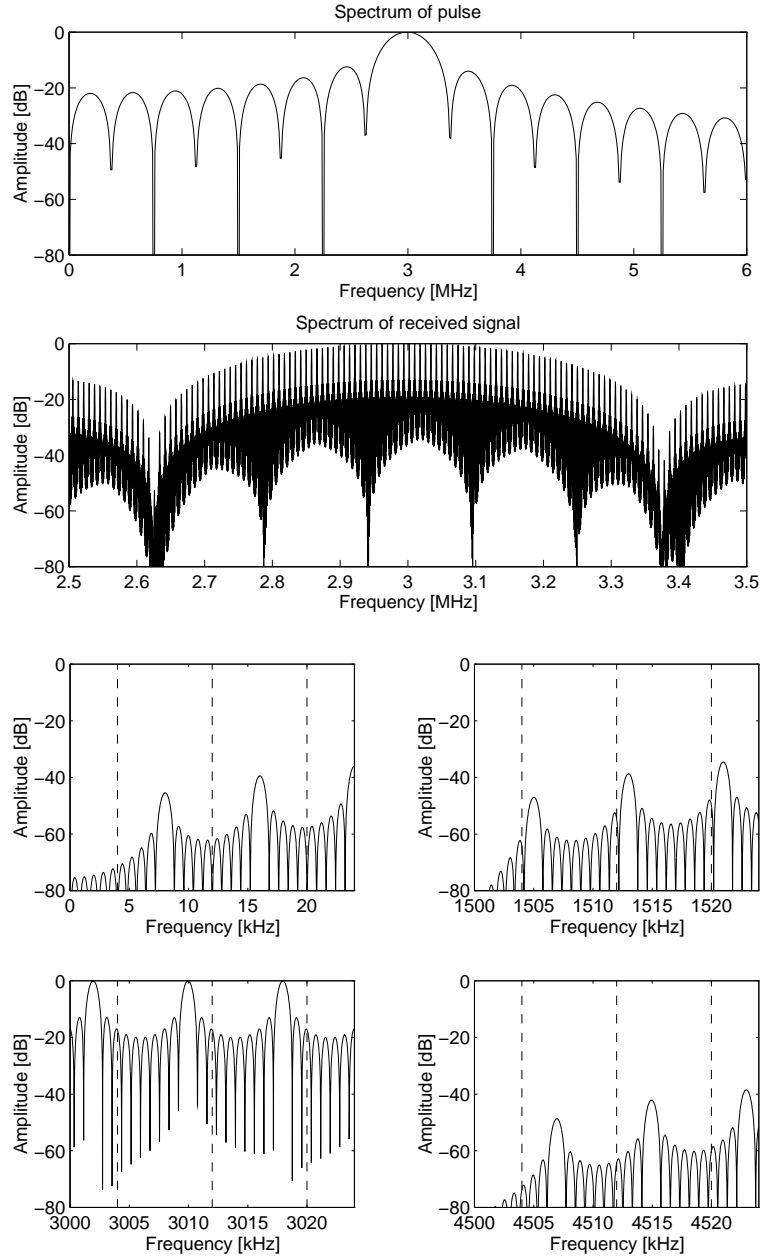 Spectrum of pulse
0
−20
−40
−60
−80
Amplitude [dB]
0 1 2 3 4 5 6
Frequency [MHz]
Spectrum of received signal
0
−20
−40
−60
−80
Amplitude [dB]
2.5 2.6 2.7 2.8 2.9 3 3.1 3.2 3.3 3.4 3.5
Frequency [MHz]
0
−20
−40
−60
−80
Amplitude [dB]
0 5 10 15 20
Frequency [kHz]
0
−20
−40
−60
−80
Amplitude [dB]
1500 1505 1510 1515 1520
Frequency [kHz]
0
−20
−40
−60
−80
Amplitude [dB]
3000 3005 3010 3015 3020
Frequency [kHz]
0
−20
−40
−60
−80
Amplitude [dB]
4500 4505 4510 4515 4520
Frequency [kHz]